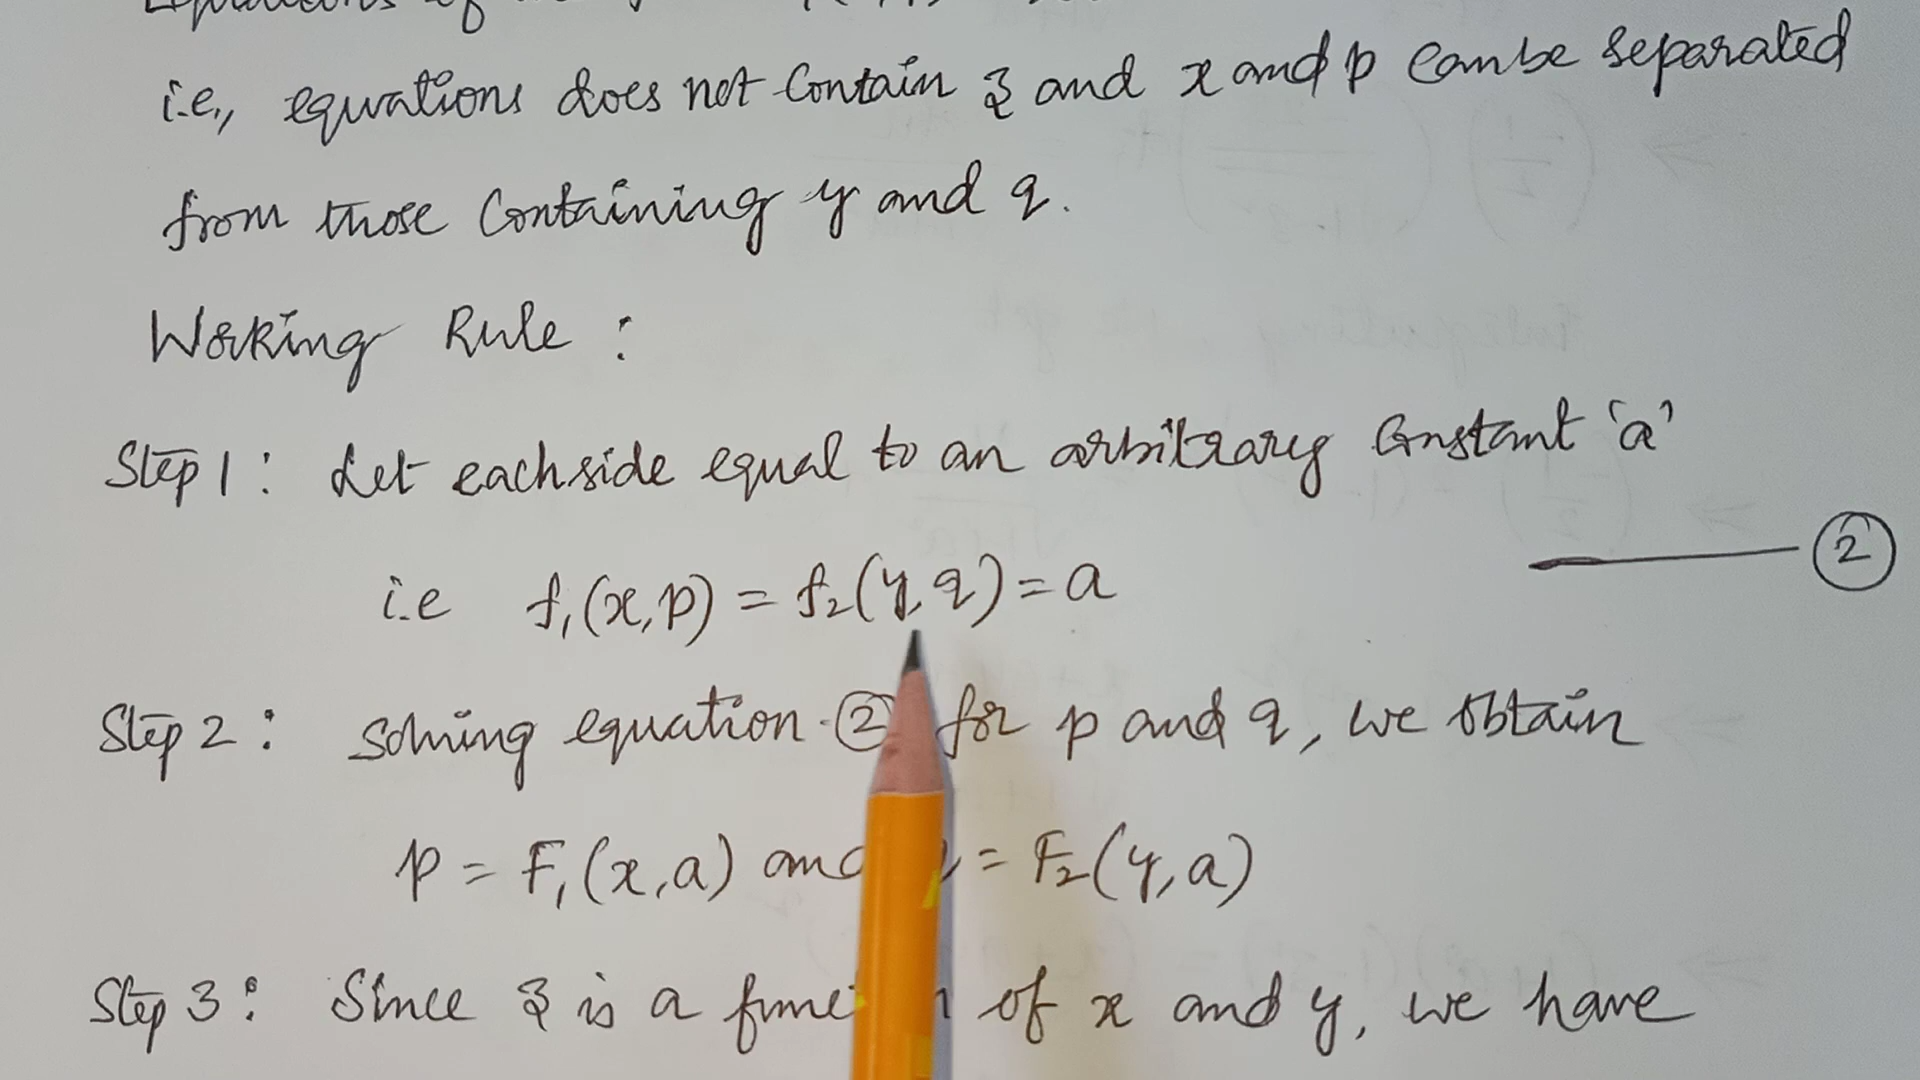 i.e., equations does not contain z and x and p can be separated
from those containing y and q.
Working Rule :
Step 1 : Let each side equal to an arbitrary constant 'a'
i.e f₁(x,p) = f₂(y,q) = a ——— ②
Step 2 : Solving equation ② for p and q, we obtain
p = F₁(x,a) and = F₂(y,a)
Step 3 : Since z is a of x and y, we have